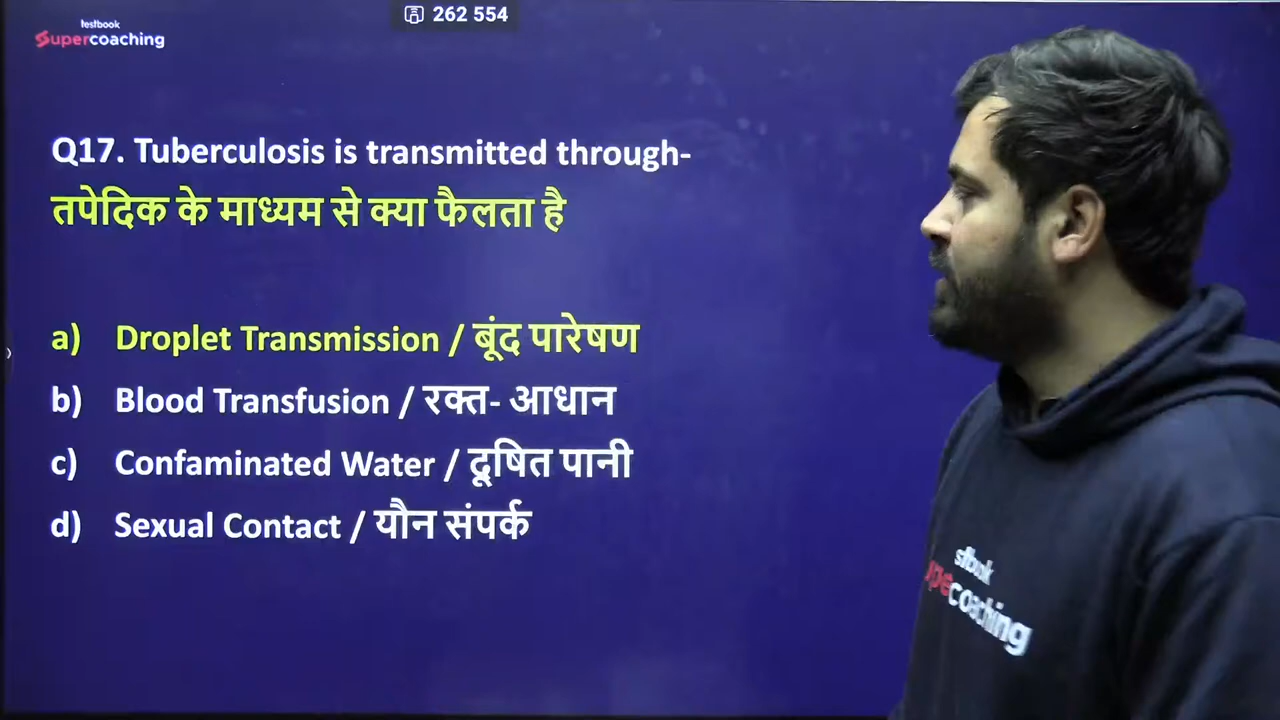 testbook
Supercoaching
262 554
Q17. Tuberculosis is transmitted through-
तपेदिक के माध्यम से क्या फैलता है
a) Droplet Transmission / बूंद पारेषण
b) Blood Transfusion / रक्त- आधान
c) Confaminated Water / दूषित पानी
d) Sexual Contact / यौन संपर्क
coaching